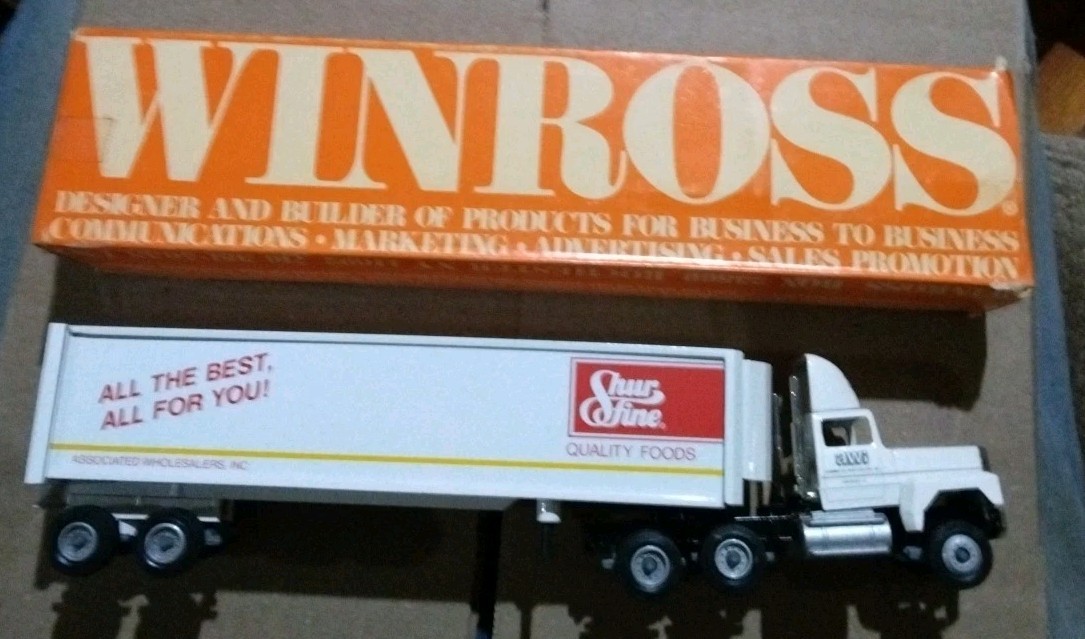 WINROSS®
DESIGNER AND BUILDER OF PRODUCTS FOR BUSINESS TO BUSINESS
COMMUNICATIONS • MARKETING • ADVERTISING • SALES PROMOTION
ALL THE BEST,
ALL FOR YOU!
Shur
fine®
QUALITY FOODS
ASSOCIATED WHOLESALERS, INC.